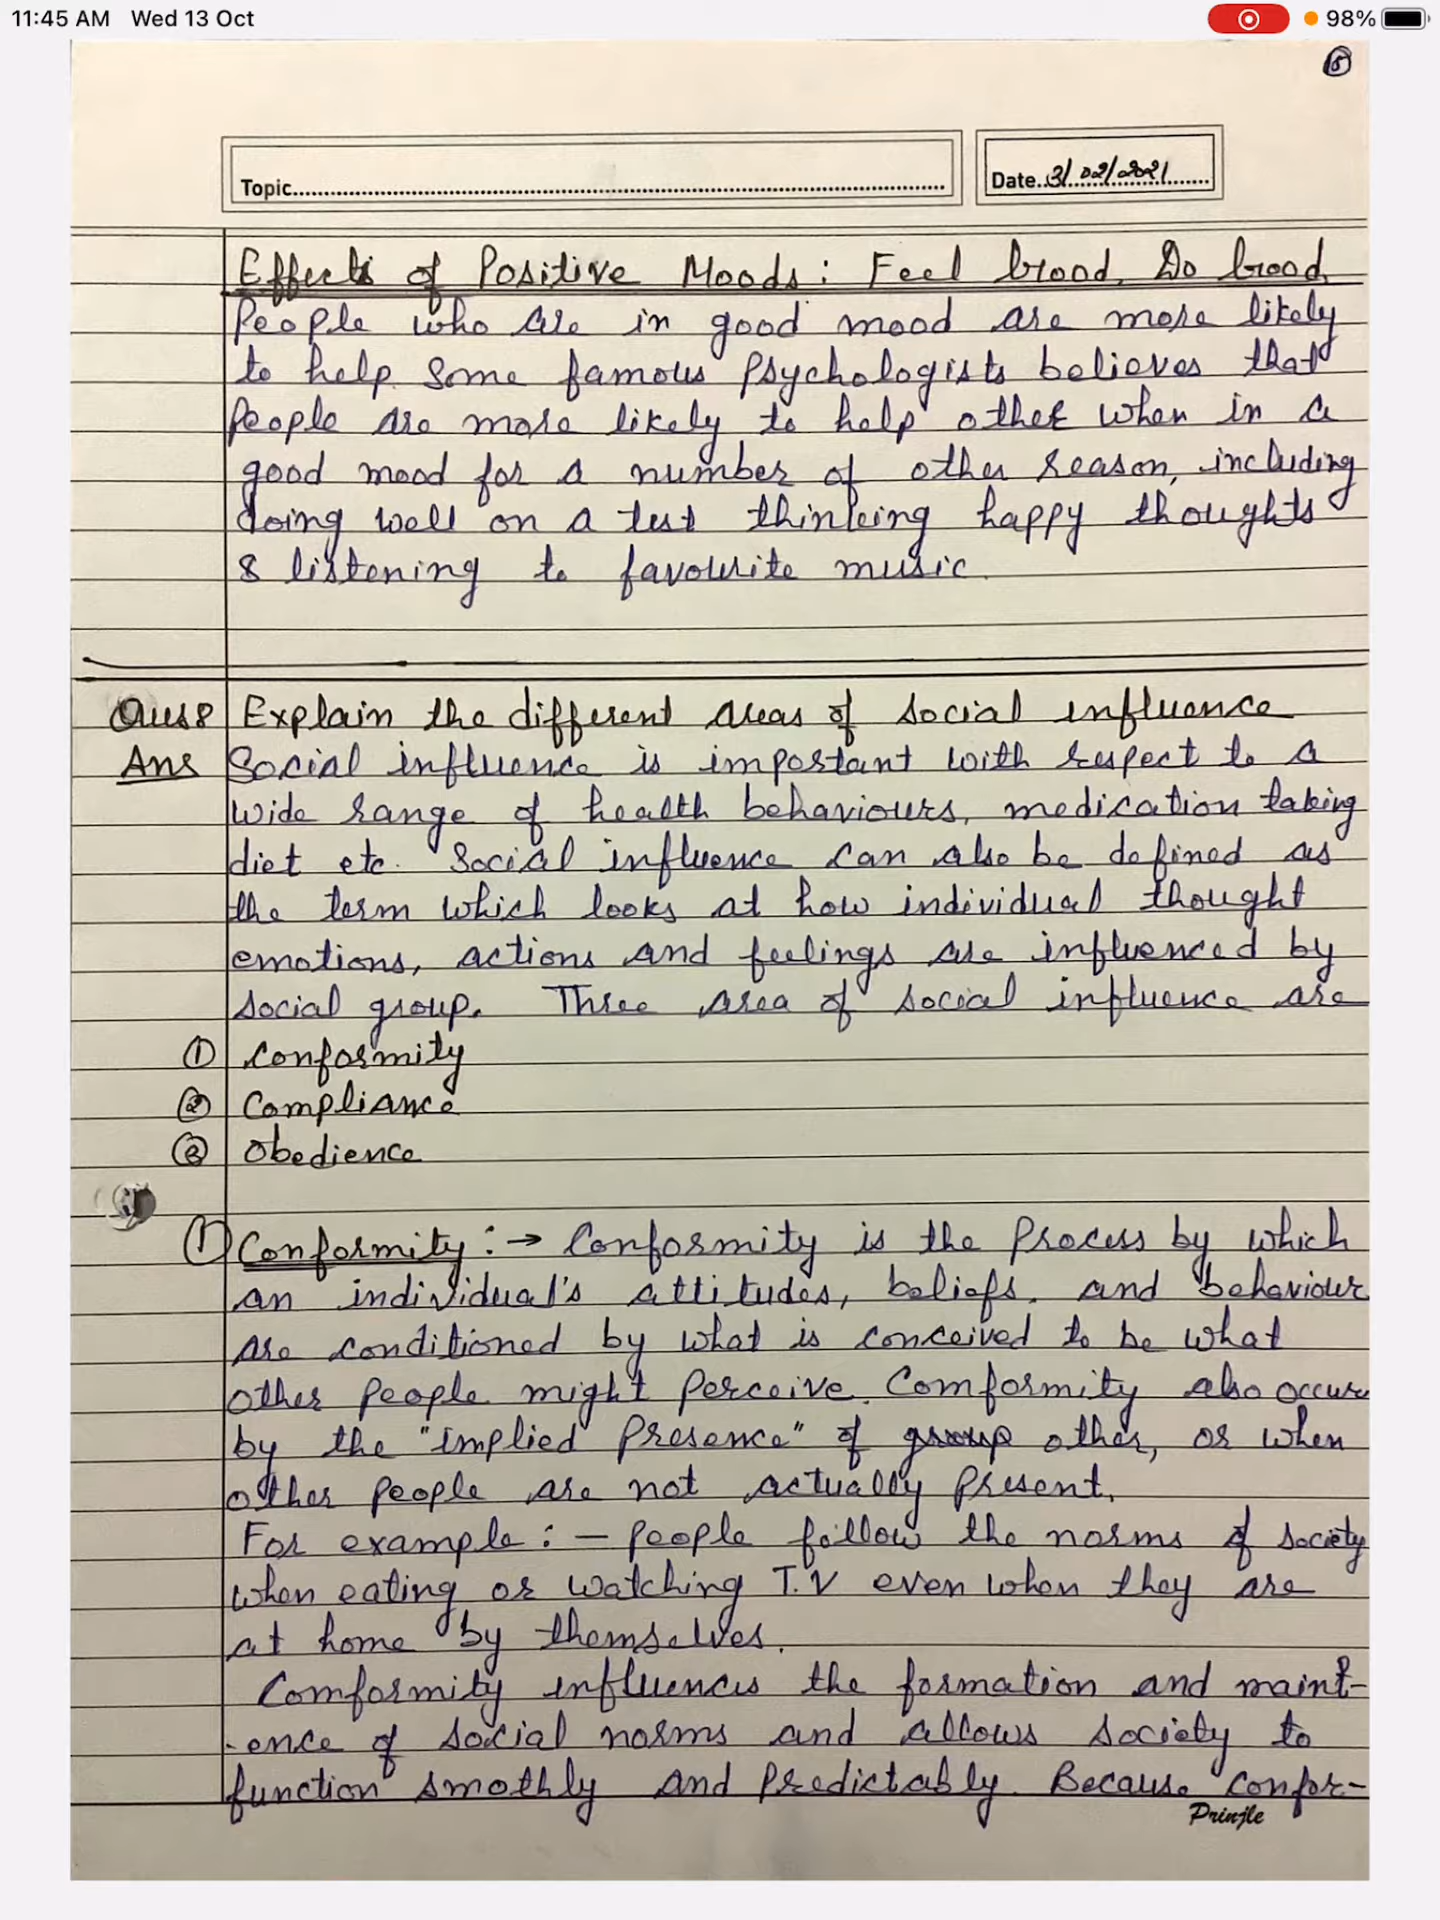 11:45 AM Wed 13 Oct
98%
Topic
Date 3/02/2021
Effects of Positive Moods: Feel Good, Do Good.
People who are in good mood are more likely
to help. Some famous Psychologists believes that
People are more likely to help other when in a
good mood for a number of other reason, including
doing well on a test thinking happy thoughts
& listening to favourite music.
Ques 8 Explain the different areas of social influence
Ans Social influence is important with respect to a
wide range of health behaviours, medication taking
diet etc. Social influence can also be defined as
the term which looks at how individual thought
emotions, actions and feelings are influenced by
social group. Three area of social influence are
① Conformity
② Compliance
③ Obedience
① Conformity :→ Conformity is the Process by which
an individual's attitudes, beliefs, and behaviour
are conditioned by what is conceived to be what
other People might Perceive. Comformity also occurs
by the "implied Presence" of other, or when
other People are not actually Present.
For example : — People follow the norms of society
when eating or watching T.V even when they are
at home by themselves.
Comformity influences the formation and maint-
-ence of social norms and allows society to
function smothly and Predictably. Because Confor-
Prinjle